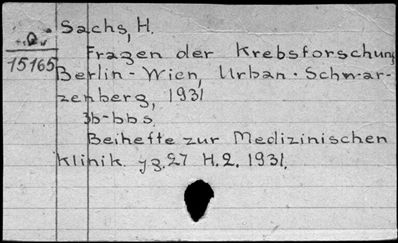 Sachs, H.
Fragen der Krebsforschung
15165
Berlin-Wien, Urban · Schwar-
zenberg, 1931
36-bbs.
Beihefte zur Medizinischen
Klinik. jg. 27 H. 2. 1931.